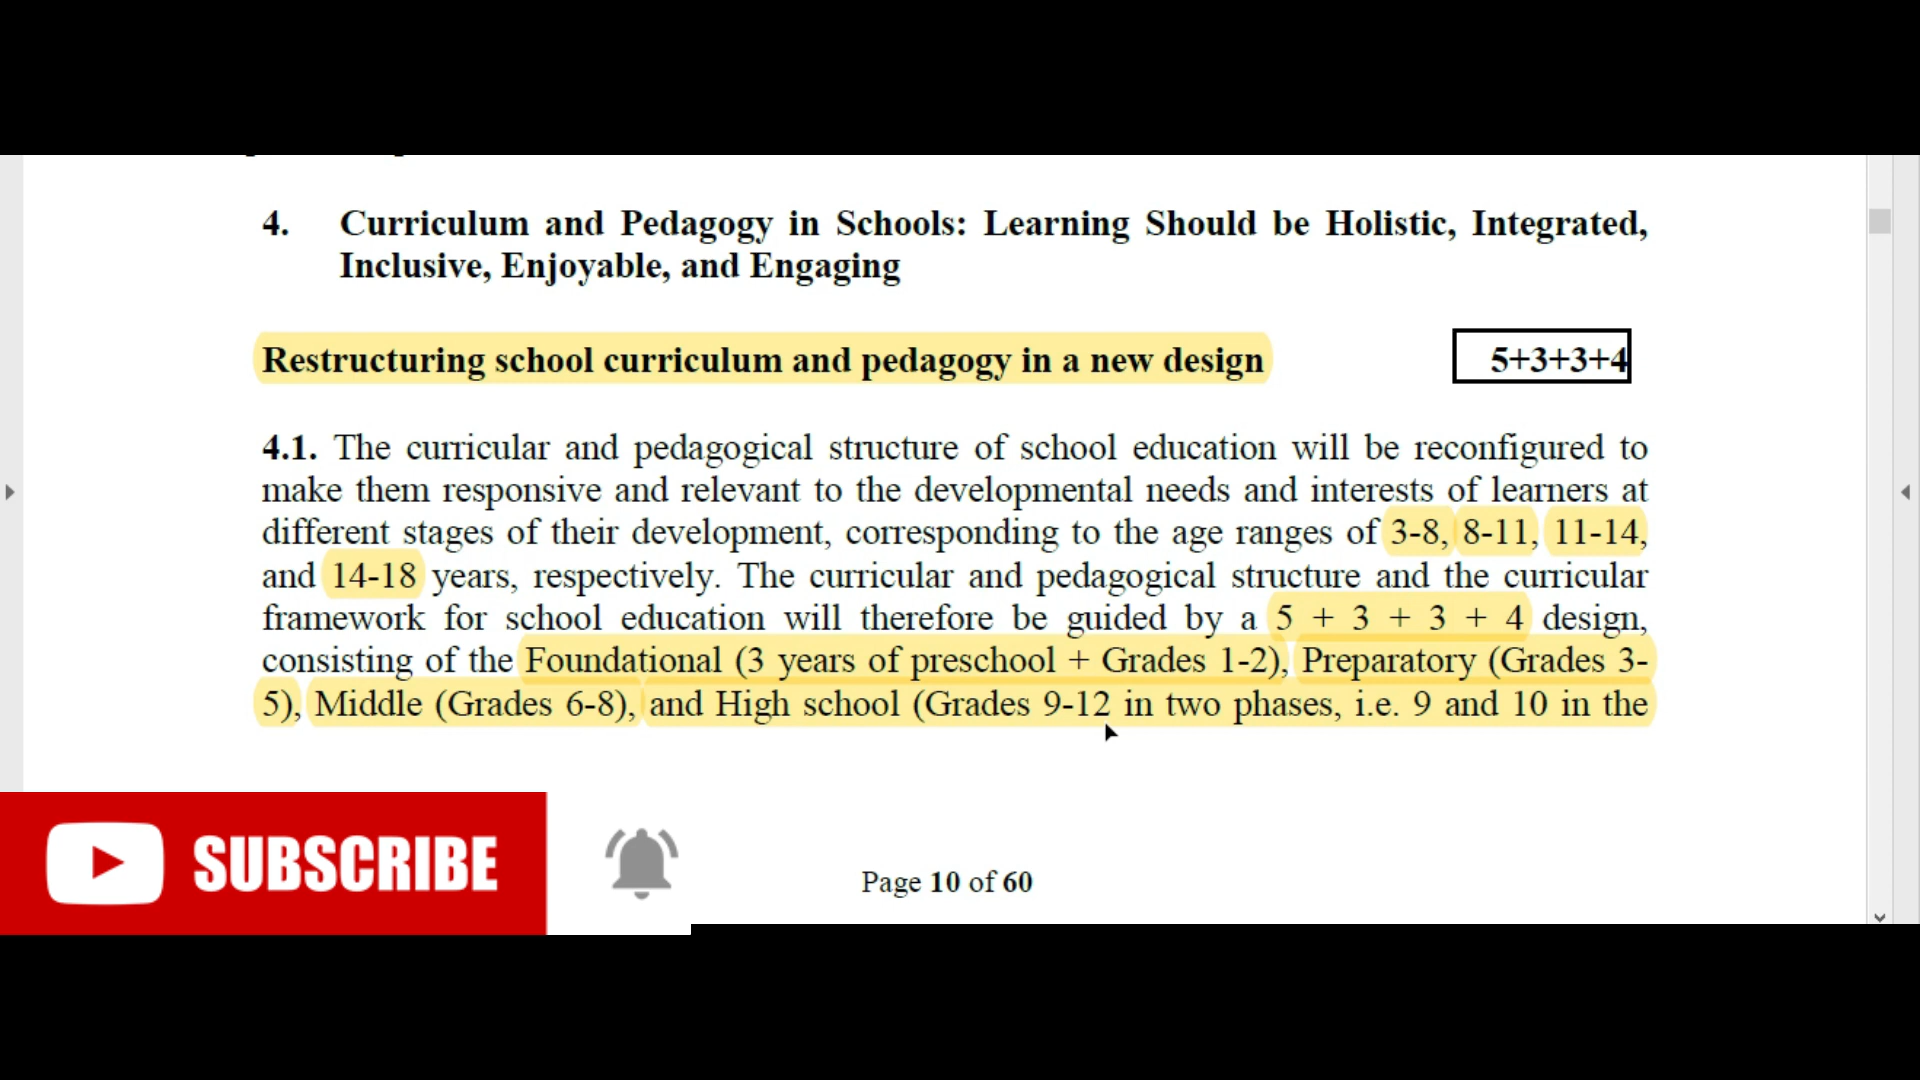 4. Curriculum and Pedagogy in Schools: Learning Should be Holistic, Integrated,
Inclusive, Enjoyable, and Engaging
Restructuring school curriculum and pedagogy in a new design 5+3+3+4
4.1. The curricular and pedagogical structure of school education will be reconfigured to
make them responsive and relevant to the developmental needs and interests of learners at
different stages of their development, corresponding to the age ranges of 3-8, 8-11, 11-14,
and 14-18 years, respectively. The curricular and pedagogical structure and the curricular
framework for school education will therefore be guided by a 5 + 3 + 3 + 4 design,
consisting of the Foundational (3 years of preschool + Grades 1-2), Preparatory (Grades 3-
5), Middle (Grades 6-8), and High school (Grades 9-12 in two phases, i.e. 9 and 10 in the
SUBSCRIBE
Page 10 of 60